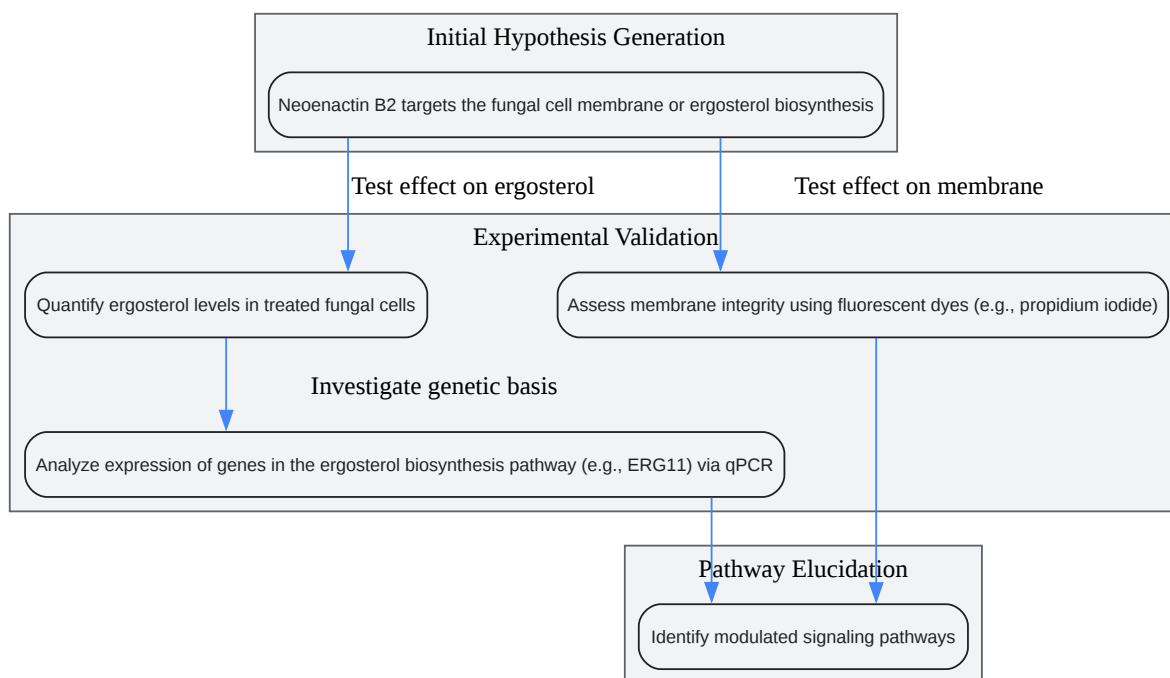 Initial Hypothesis Generation
Neoenactin B2 targets the fungal cell membrane or ergosterol biosynthesis
Test effect on ergosterol
Test effect on membrane
Experimental Validation
Quantify ergosterol levels in treated fungal cells
Assess membrane integrity using fluorescent dyes (e.g., propidium iodide)
Investigate genetic basis
Analyze expression of genes in the ergosterol biosynthesis pathway (e.g., ERG11) via qPCR
Pathway Elucidation
Identify modulated signaling pathways